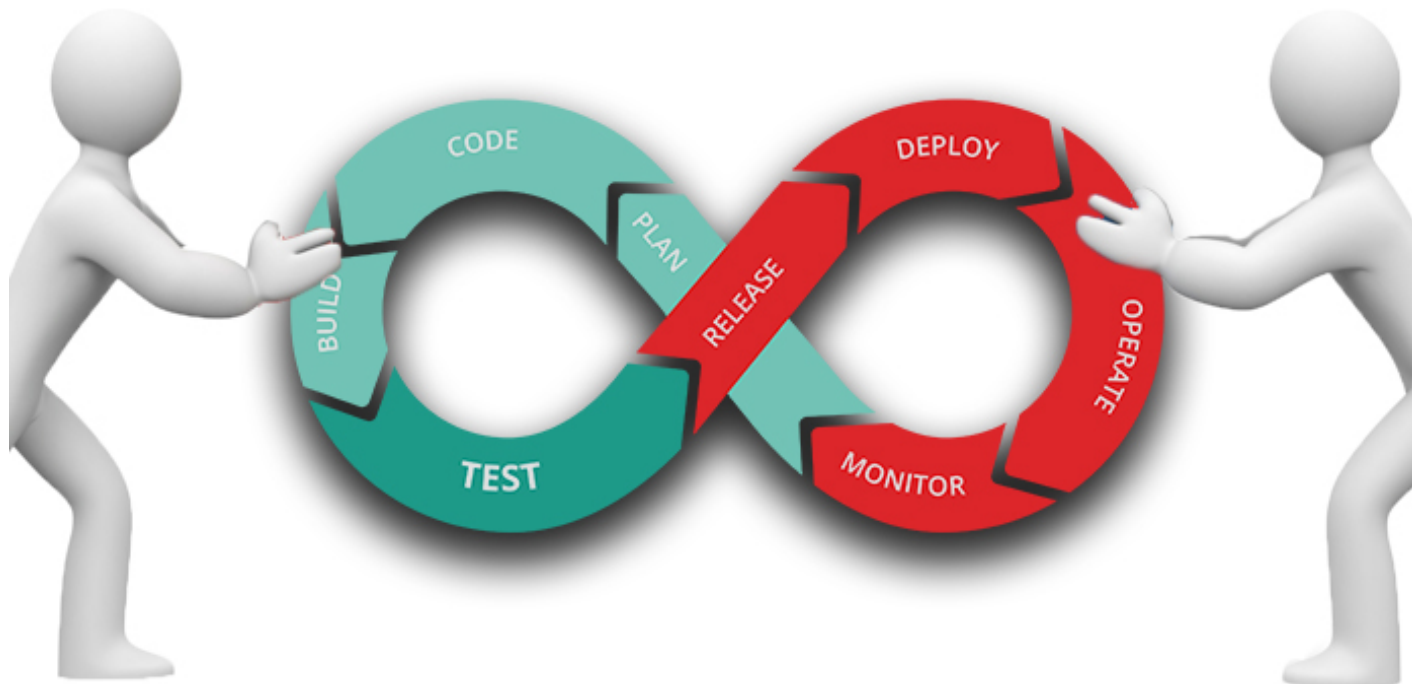 PLAN
CODE
BUILD
TEST
RELEASE
DEPLOY
OPERATE
MONITOR